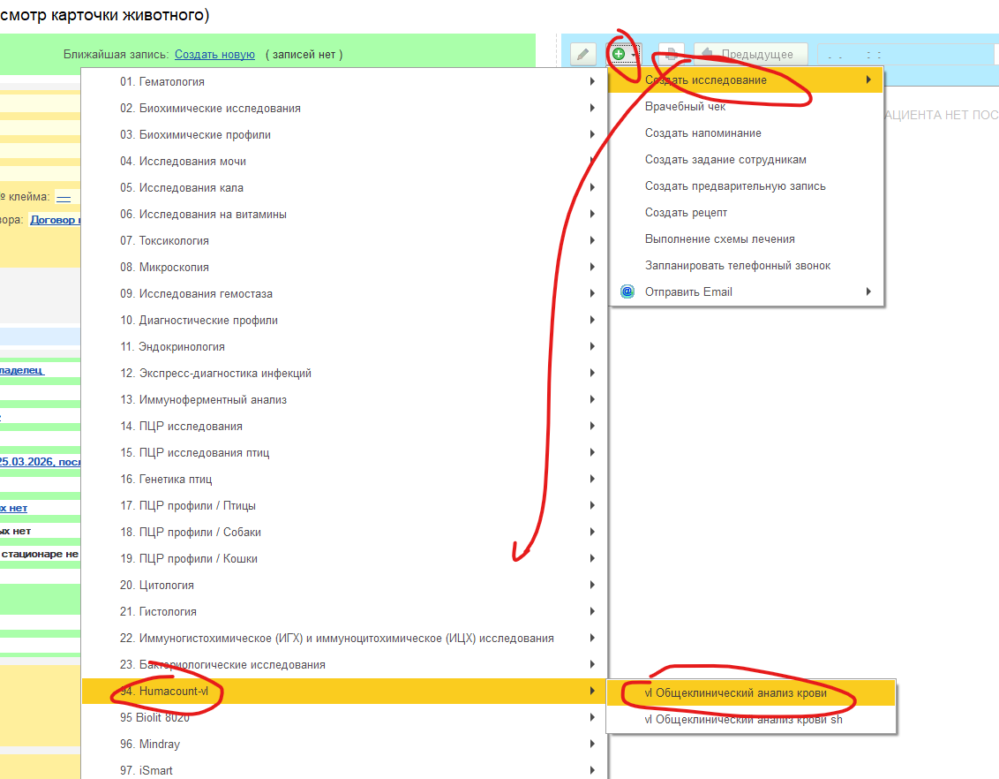 смотр карточки животного)
Ближайшая запись: Создать новую ( записей нет )
Предыдущее
01. Гематология
02. Биохимические исследования
03. Биохимические профили
04. Исследования мочи
05. Исследования кала
06. Исследования на витамины
07. Токсикология
08. Микроскопия
09. Исследования гемостаза
10. Диагностические профили
11. Эндокринология
12. Экспресс-диагностика инфекций
13. Иммуноферментный анализ
14. ПЦР исследования
15. ПЦР исследования птиц
16. Генетика птиц
17. ПЦР профили / Птицы
18. ПЦР профили / Собаки
19. ПЦР профили / Кошки
20. Цитология
21. Гистология
22. Иммуногистохимическое (ИГХ) и иммуноцитохимическое (ИЦХ) исследования
23. Бактериологические исследования
94. Humacount-vl
95 Biolit 8020
96. Mindray
97. iSmart
Создать исследование
Врачебный чек
Создать напоминание
Создать задание сотрудникам
Создать предварительную запись
Создать рецепт
Выполнение схемы лечения
Запланировать телефонный звонок
Отправить Email
АЦИЕНТА НЕТ ПОС
vl Общеклинический анализ крови
vl Общеклинический анализ крови sh
№ клейма:
вора: Договор
ладелец
25.03.2026, посл
х нет
ых нет
стационаре не